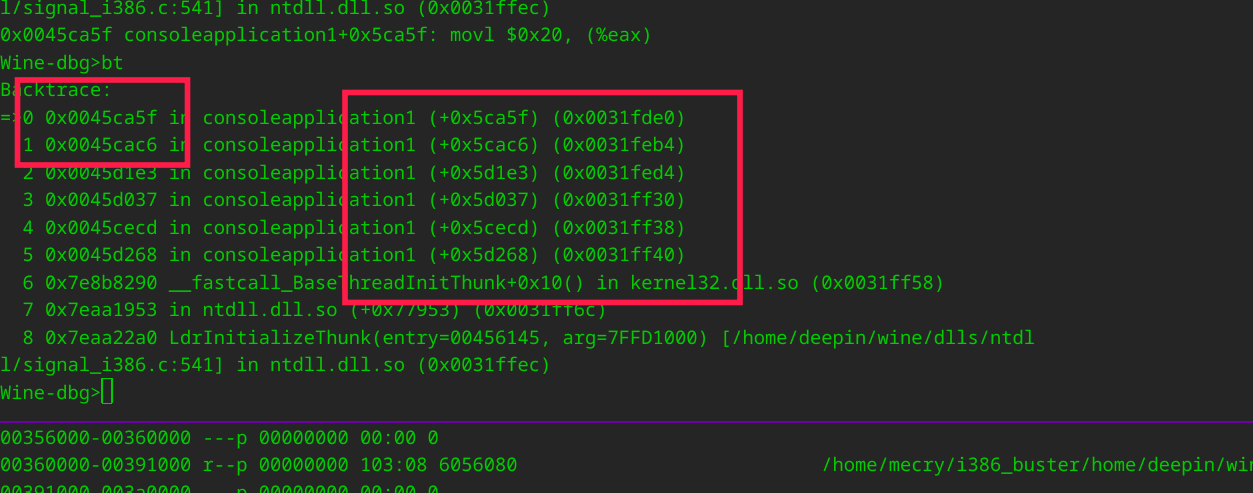 l/signal_i386.c:541] in ntdll.dll.so (0x0031ffec)
0x0045ca5f consoleapplication1+0x5ca5f: movl $0x20, (%eax)
Wine-dbg>bt
Backtrace:
=>0 0x0045ca5f in consoleapplication1 (+0x5ca5f) (0x0031fde0)
1 0x0045cac6 in consoleapplication1 (+0x5cac6) (0x0031feb4)
2 0x0045d1e3 in consoleapplication1 (+0x5d1e3) (0x0031fed4)
3 0x0045d037 in consoleapplication1 (+0x5d037) (0x0031ff30)
4 0x0045cecd in consoleapplication1 (+0x5cecd) (0x0031ff38)
5 0x0045d268 in consoleapplication1 (+0x5d268) (0x0031ff40)
6 0x7e8b8290 __fastcall_BaseThreadInitThunk+0x10() in kernel32.dll.so (0x0031ff58)
7 0x7eaa1953 in ntdll.dll.so (+0x77953) (0x0031ff6c)
8 0x7eaa22a0 LdrInitializeThunk(entry=00456145, arg=7FFD1000) [/home/deepin/wine/dlls/ntdl
l/signal_i386.c:541] in ntdll.dll.so (0x0031ffec)
Wine-dbg>
00356000-00360000 ---p 00000000 00:00 0
00360000-00391000 r--p 00000000 103:08 6056080 /home/mecry/i386_buster/home/deepin/win
00391000-003a0000 ---p 00000000 00:00 0